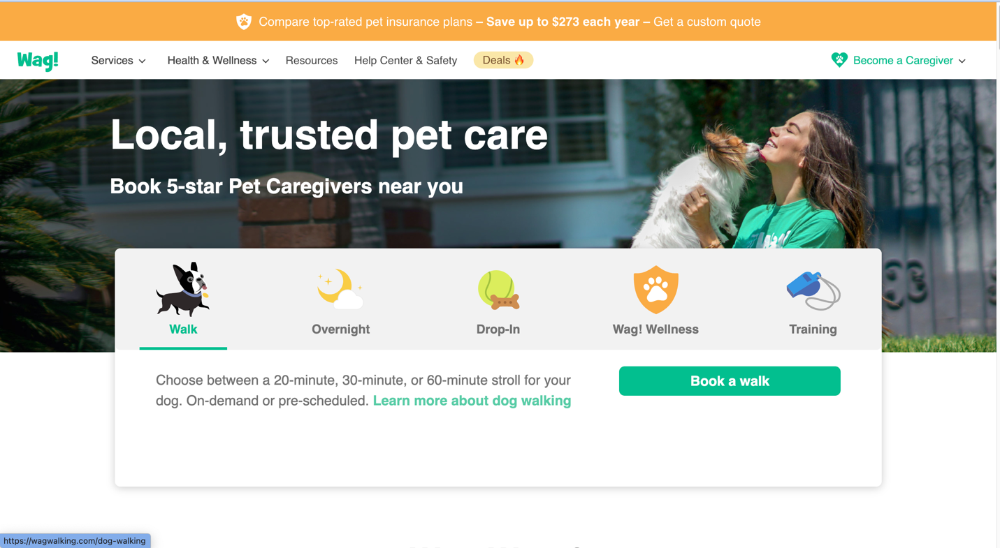 Compare top-rated pet insurance plans – Save up to $273 each year – Get a custom quote
Wag!
Services
Health & Wellness
Resources
Help Center & Safety
Deals 🔥
Become a Caregiver
Local, trusted pet care
Book 5-star Pet Caregivers near you
Walk
Overnight
Drop-In
Wag! Wellness
Training
Choose between a 20-minute, 30-minute, or 60-minute stroll for your
dog. On-demand or pre-scheduled. Learn more about dog walking
Book a walk
https://wagwalking.com/dog-walking